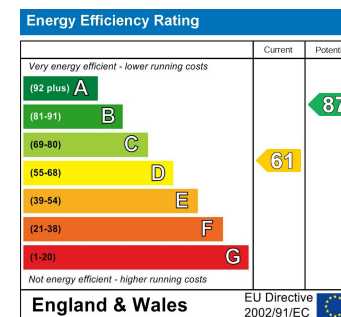 Energy Efficiency Rating
Current Potenti
Very energy efficient - lower running costs
(92 plus) A
(81-91) B
87
(69-80) C
(55-68) D
61
(39-54) E
(21-38) F
(1-20) G
Not energy efficient - higher running costs
England & Wales
EU Directive
2002/91/EC